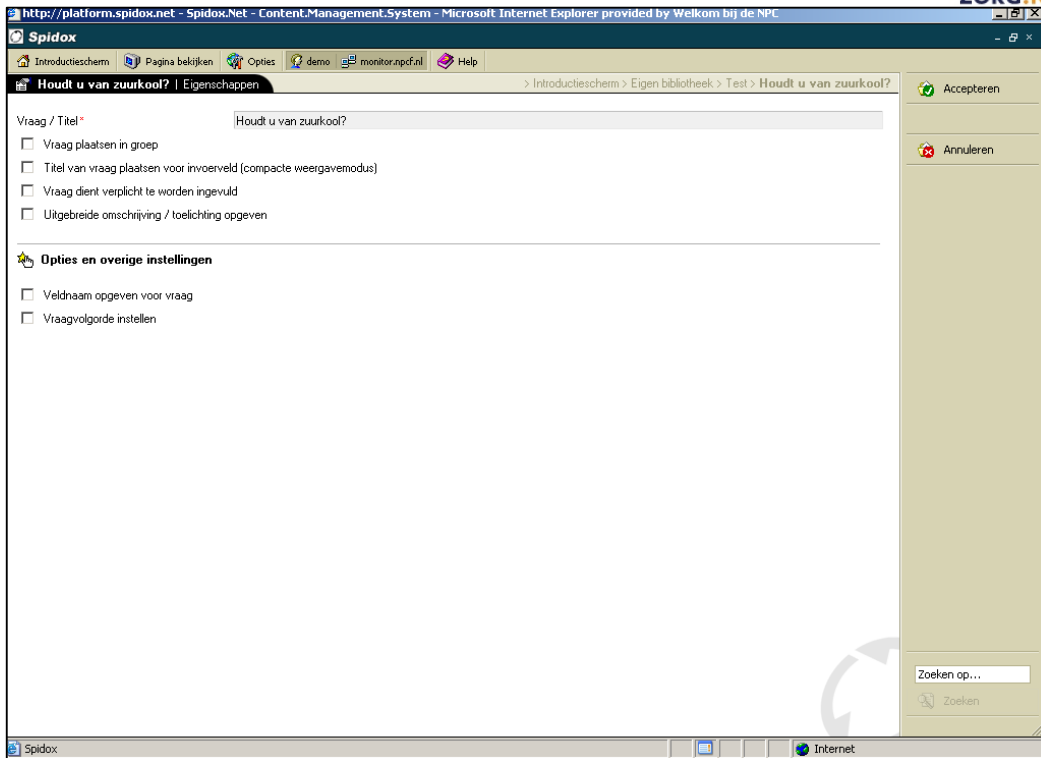 zorg.
http://platform.spidox.net - Spidox.Net - Content.Management.System - Microsoft Internet Explorer provided by Welkom bij de NPC
Spidox
Introductiescherm Pagina bekijken Opties demo monitor.npcf.nl Help
Houdt u van zuurkool? | Eigenschappen > Introductiescherm > Eigen bibliotheek > Test > Houdt u van zuurkool?
Accepteren
Vraag / Titel* Houdt u van zuurkool?
Vraag plaatsen in groep
Annuleren
Titel van vraag plaatsen voor invoerveld (compacte weergavemodus)
Vraag dient verplicht te worden ingevuld
Uitgebreide omschrijving / toelichting opgeven
Opties en overige instellingen
Veldnaam opgeven voor vraag
Vraagvolgorde instellen
Zoeken op...
Zoeken
Spidox Internet